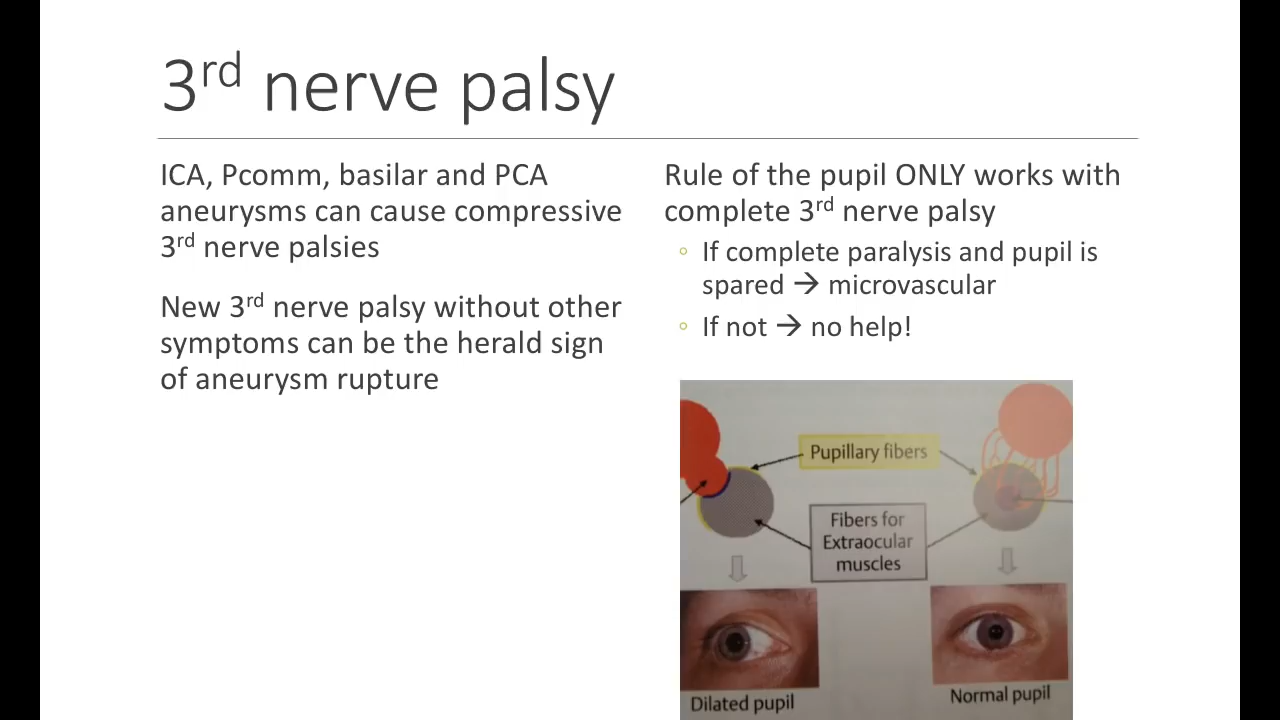 3rd nerve palsy
ICA, Pcomm, basilar and PCA
aneurysms can cause compressive
3rd nerve palsies
New 3rd nerve palsy without other
symptoms can be the herald sign
of aneurysm rupture
Rule of the pupil ONLY works with
complete 3rd nerve palsy
◦ If complete paralysis and pupil is
spared → microvascular
◦ If not → no help!
Pupillary fibers
Fibers for
Extraocular
muscles
Dilated pupil
Normal pupil